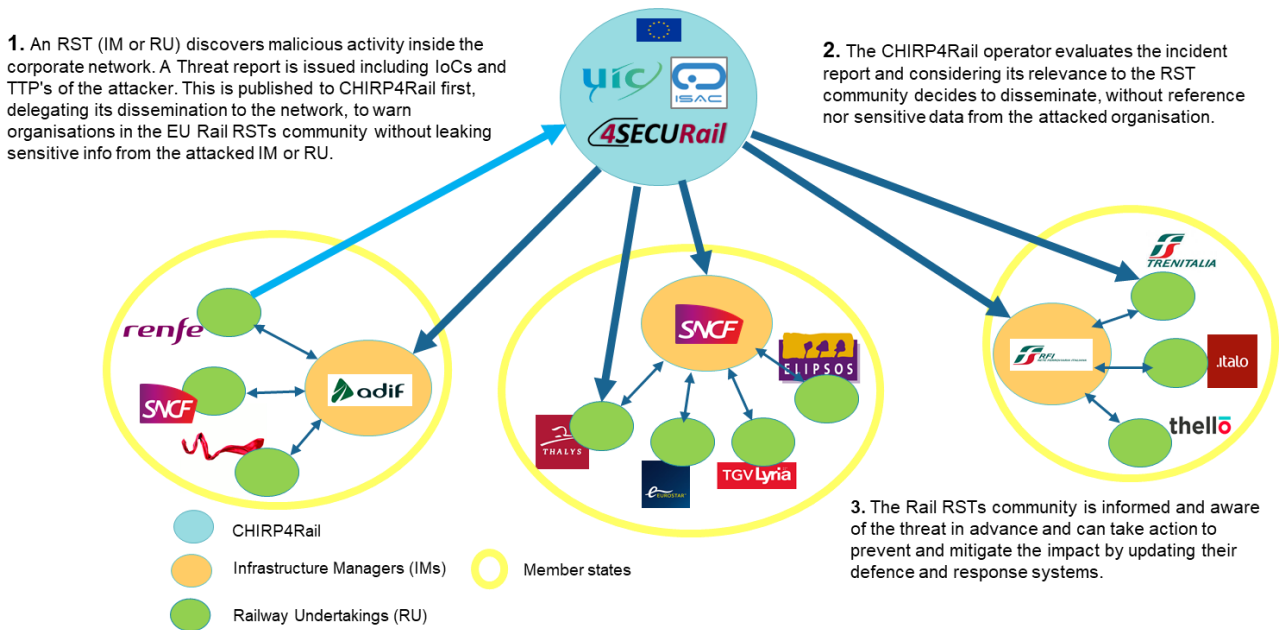 1. An RST (IM or RU) discovers malicious activity inside the
corporate network. A Threat report is issued including IoCs and
TTP's of the attacker. This is published to CHIRP4Rail first,
delegating its dissemination to the network, to warn
organisations in the EU Rail RSTs community without leaking
sensitive info from the attacked IM or RU.
uic
ISAC
4SECURail
2. The CHIRP4Rail operator evaluates the incident
report and considering its relevance to the RST
community decides to disseminate, without reference
nor sensitive data from the attacked organisation.
renfe
SNCF
adif
SNCF
ELIPSOS
THALYS
EUROSTAR
TGV Lyria
TRENITALIA
RFI
.italo
thellō
3. The Rail RSTs community is informed and aware
of the threat in advance and can take action to
prevent and mitigate the impact by updating their
defence and response systems.
CHIRP4Rail
Infrastructure Managers (IMs)
Member states
Railway Undertakings (RU)